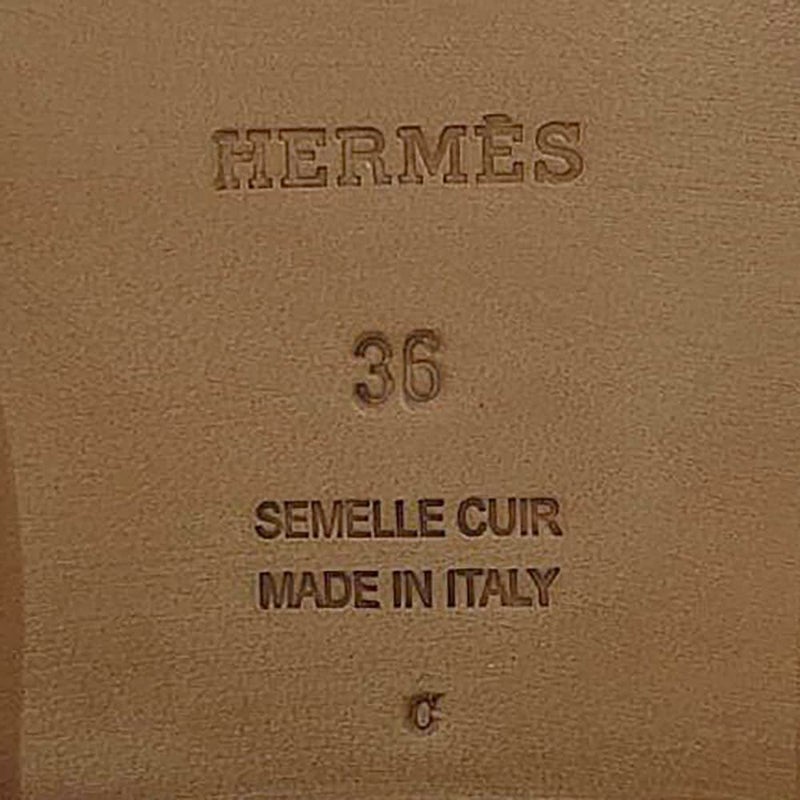 HERMÈS
36
SEMELLE CUIR
MADE IN ITALY